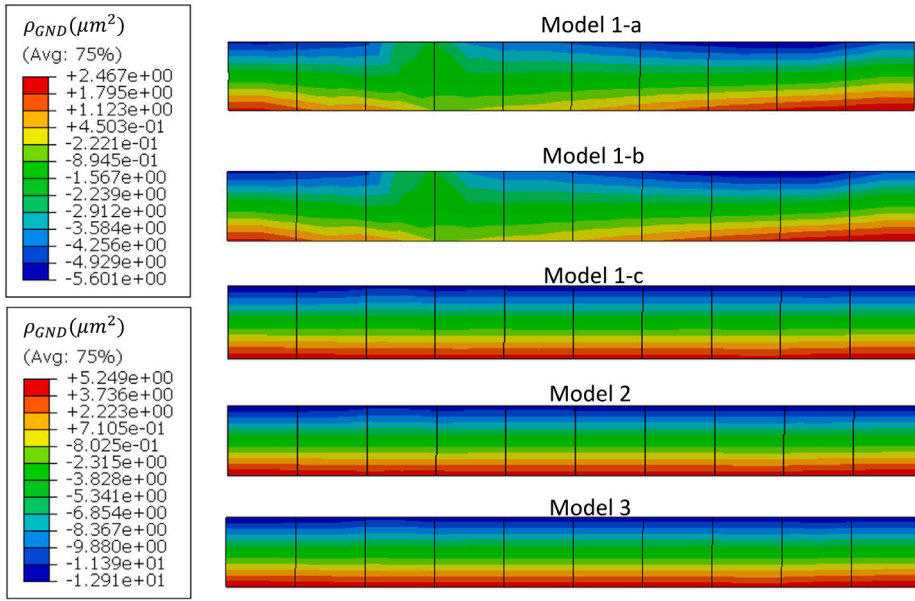 ρ_GND(μm²)
(Avg: 75%)
+2.467e+00
+1.795e+00
+1.123e+00
+4.503e-01
-2.221e-01
-8.945e-01
-1.567e+00
-2.239e+00
-2.912e+00
-3.584e+00
-4.256e+00
-4.929e+00
-5.601e+00
ρ_GND(μm²)
(Avg: 75%)
+5.249e+00
+3.736e+00
+2.223e+00
+7.105e-01
-8.025e-01
-2.315e+00
-3.828e+00
-5.341e+00
-6.854e+00
-8.367e+00
-9.880e+00
-1.139e+01
-1.291e+01
Model 1-a
Model 1-b
Model 1-c
Model 2
Model 3